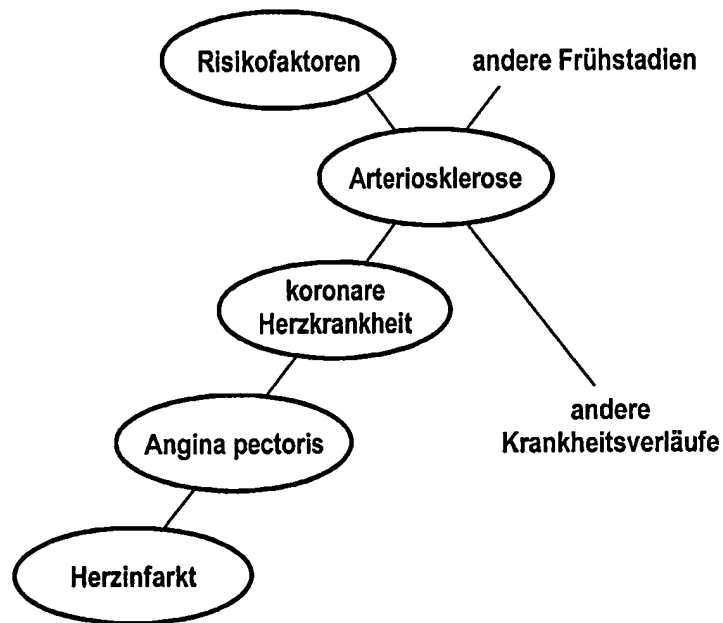 Risikofaktoren
andere Frühstadien
Arteriosklerose
koronare
Herzkrankheit
andere
Krankheitsverläufe
Angina pectoris
Herzinfarkt